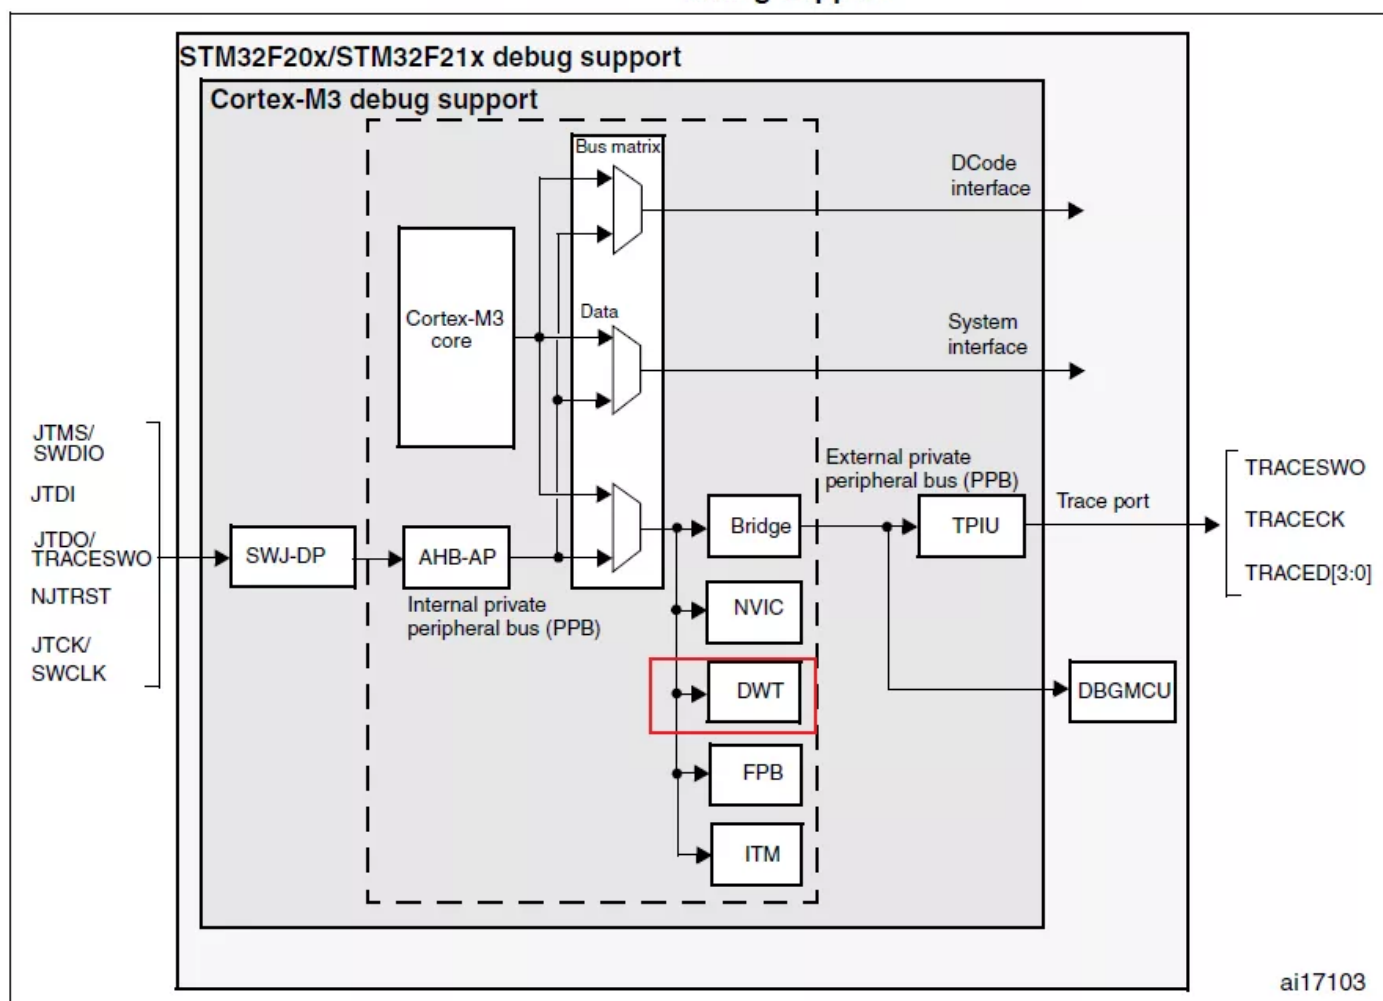 STM32F20x/STM32F21x debug support
Cortex-M3 debug support
Bus matrix
DCode
interface
Cortex-M3
core
Data
System
interface
JTMS/
SWDIO
JTDI
JTDO/
TRACESWO
NJTRST
JTCK/
SWCLK
SWJ-DP
AHB-AP
Internal private
peripheral bus (PPB)
External private
peripheral bus (PPB)
Bridge
TPIU
Trace port
TRACESWO
TRACECK
TRACED[3:0]
NVIC
DWT
DBGMCU
FPB
ITM
ai17103